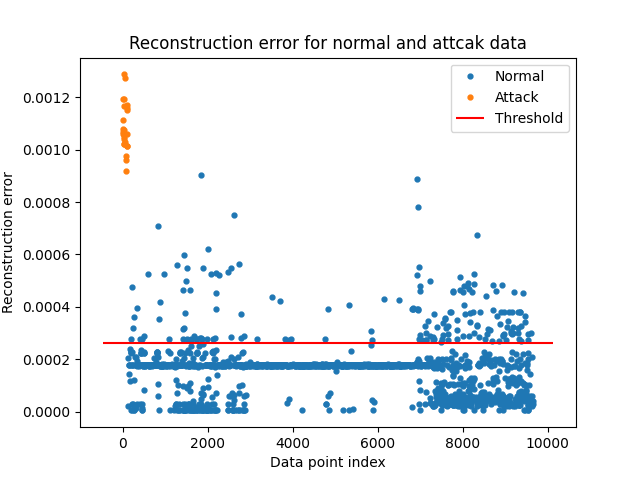 Reconstruction error for normal and attcak data
Normal
Attack
Threshold
Reconstruction error
0.0012
0.0010
0.0008
0.0006
0.0004
0.0002
0.0000
0 2000 4000 6000 8000 10000
Data point index